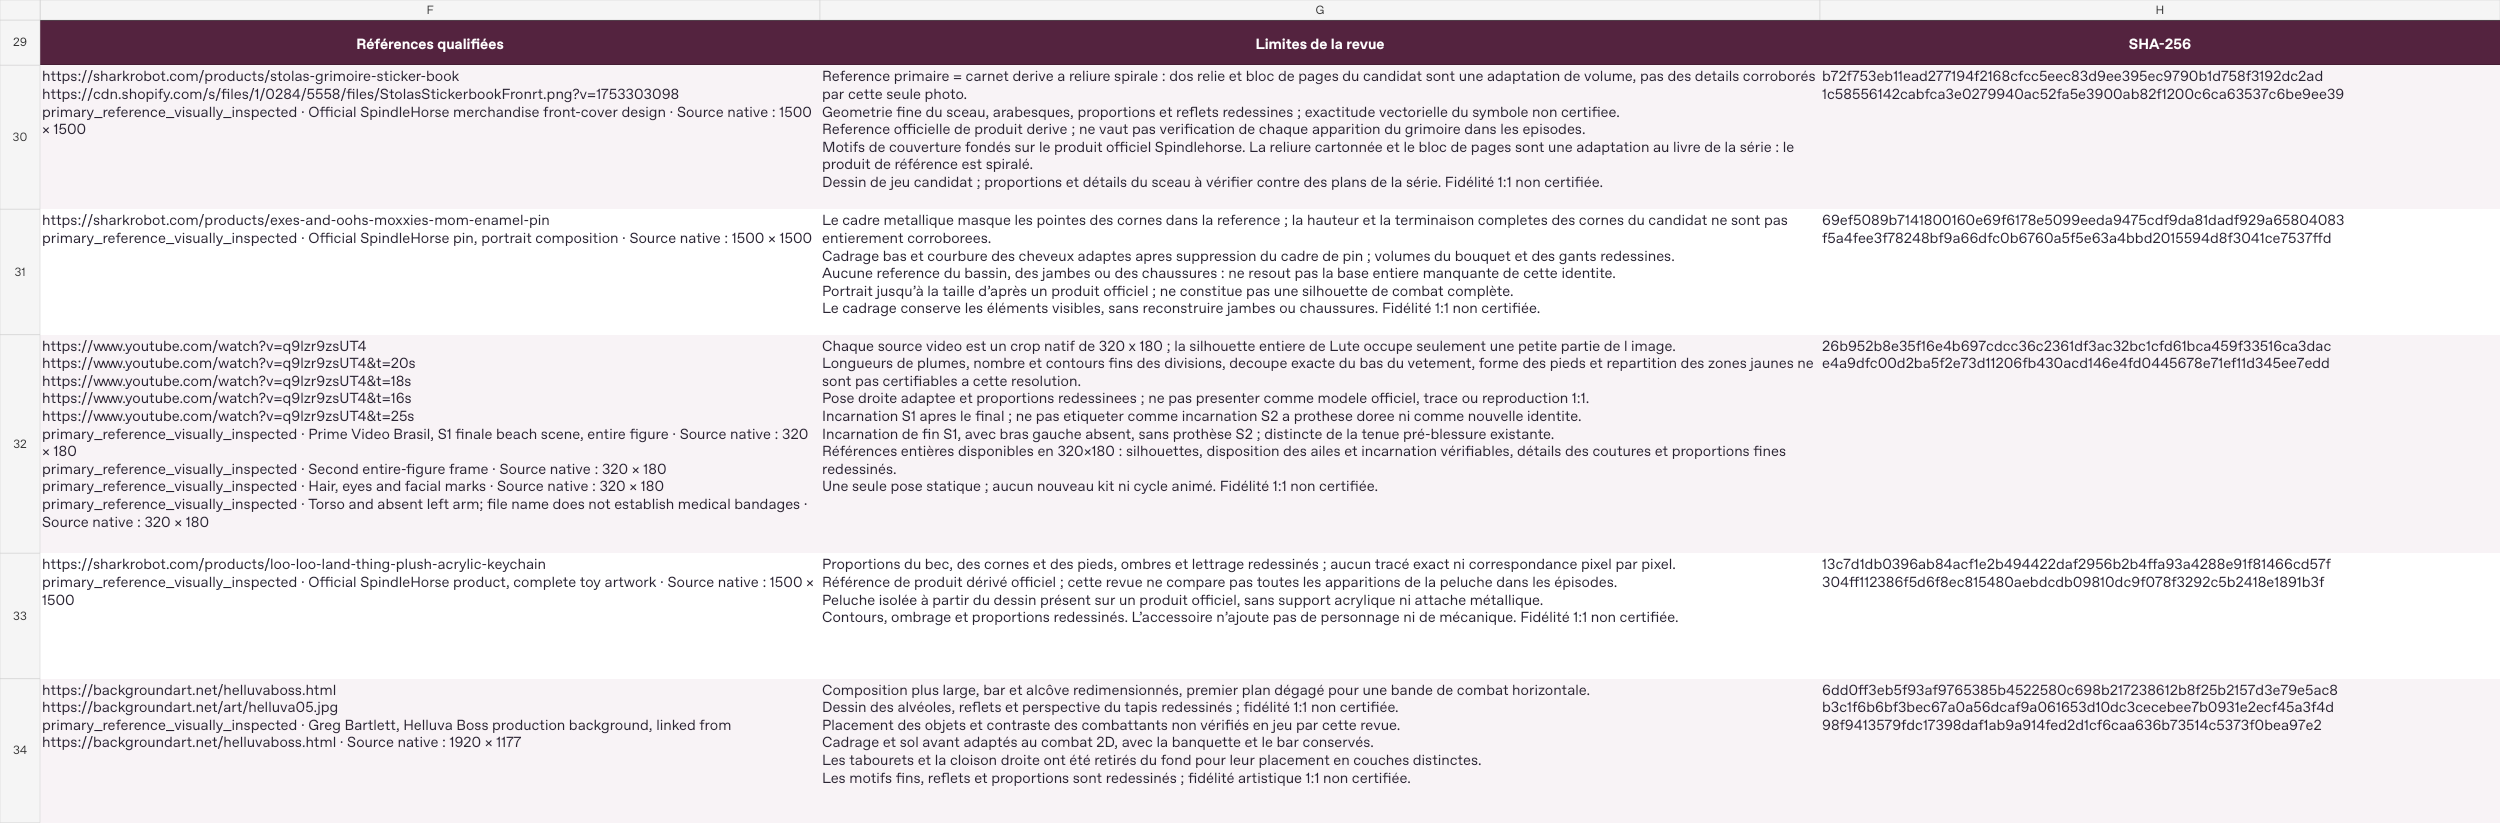 F G H
29 Références qualifiées Limites de la revue SHA-256
30
https://sharkrobot.com/products/stolas-grimoire-sticker-book
https://cdn.shopify.com/s/files/1/0284/5558/files/StolasStickerbookFronrt.png?v=1753303098
primary_reference_visually_inspected · Official SpindleHorse merchandise front-cover design · Source native : 1500
× 1500
Reference primaire = carnet derive a reliure spirale : dos relie et bloc de pages du candidat sont une adaptation de volume, pas des details corroborés
par cette seule photo.
Geometrie fine du sceau, arabesques, proportions et reflets redessines ; exactitude vectorielle du symbole non certifiee.
Reference officielle de produit derive ; ne vaut pas verification de chaque apparition du grimoire dans les episodes.
Motifs de couverture fondés sur le produit officiel Spindlehorse. La reliure cartonnée et le bloc de pages sont une adaptation au livre de la série : le
produit de référence est spiralé.
Dessin de jeu candidat ; proportions et détails du sceau à vérifier contre des plans de la série. Fidélité 1:1 non certifiée.
b72f753eb11ead277194f2168cfcc5eec83d9ee395ec9790b1d758f3192dc2ad
1c58556142cabfca3e0279940ac52fa5e3900ab82f1200c6ca63537c6be9ee39
31
https://sharkrobot.com/products/exes-and-oohs-moxxies-mom-enamel-pin
primary_reference_visually_inspected · Official SpindleHorse pin, portrait composition · Source native : 1500 × 1500
Le cadre metallique masque les pointes des cornes dans la reference ; la hauteur et la terminaison completes des cornes du candidat ne sont pas
entierement corroborees.
Cadrage bas et courbure des cheveux adaptes apres suppression du cadre de pin ; volumes du bouquet et des gants redessines.
Aucune reference du bassin, des jambes ou des chaussures : ne resout pas la base entiere manquante de cette identite.
Portrait jusqu’à la taille d’après un produit officiel ; ne constitue pas une silhouette de combat complète.
Le cadrage conserve les éléments visibles, sans reconstruire jambes ou chaussures. Fidélité 1:1 non certifiée.
69ef5089b7141800160e69f6178e5099eeda9475cdf9da81dadf929a65804083
f5a4fee3f78248bf9a66dfc0b6760a5f5e63a4bbd2015594d8f3041ce7537ffd
32
https://www.youtube.com/watch?v=q9lzr9zsUT4
https://www.youtube.com/watch?v=q9lzr9zsUT4&t=20s
https://www.youtube.com/watch?v=q9lzr9zsUT4&t=18s
https://www.youtube.com/watch?v=q9lzr9zsUT4&t=16s
https://www.youtube.com/watch?v=q9lzr9zsUT4&t=25s
primary_reference_visually_inspected · Prime Video Brasil, S1 finale beach scene, entire figure · Source native : 320
× 180
primary_reference_visually_inspected · Second entire-figure frame · Source native : 320 × 180
primary_reference_visually_inspected · Hair, eyes and facial marks · Source native : 320 × 180
primary_reference_visually_inspected · Torso and absent left arm; file name does not establish medical bandages ·
Source native : 320 × 180
Chaque source video est un crop natif de 320 x 180 ; la silhouette entiere de Lute occupe seulement une petite partie de l image.
Longueurs de plumes, nombre et contours fins des divisions, decoupe exacte du bas du vetement, forme des pieds et repartition des zones jaunes ne
sont pas certifiables a cette resolution.
Pose droite adaptee et proportions redessinees ; ne pas presenter comme modele officiel, trace ou reproduction 1:1.
Incarnation S1 apres le final ; ne pas etiqueter comme incarnation S2 a prothese doree ni comme nouvelle identite.
Incarnation de fin S1, avec bras gauche absent, sans prothèse S2 ; distincte de la tenue pré-blessure existante.
Références entières disponibles en 320×180 : silhouettes, disposition des ailes et incarnation vérifiables, détails des coutures et proportions fines
redessinés.
Une seule pose statique ; aucun nouveau kit ni cycle animé. Fidélité 1:1 non certifiée.
26b952b8e35f16e4b697cdcc36c2361df3ac32bc1cfd61bca459f33516ca3dac
e4a9dfc00d2ba5f2e73d11206fb430acd146e4fd0445678e71ef11d345ee7edd
33
https://sharkrobot.com/products/loo-loo-land-thing-plush-acrylic-keychain
primary_reference_visually_inspected · Official SpindleHorse product, complete toy artwork · Source native : 1500 ×
1500
Proportions du bec, des cornes et des pieds, ombres et lettrage redessinés ; aucun tracé exact ni correspondance pixel par pixel.
Référence de produit dérivé officiel ; cette revue ne compare pas toutes les apparitions de la peluche dans les épisodes.
Peluche isolée à partir du dessin présent sur un produit officiel, sans support acrylique ni attache métallique.
Contours, ombrage et proportions redessinés. L’accessoire n’ajoute pas de personnage ni de mécanique. Fidélité 1:1 non certifiée.
13c7d1db0396ab84acf1e2b494422daf2956b2b4ffa93a4288e91f81466cd57f
304ff112386f5d6f8ec815480aebdcdb09810dc9f078f3292c5b2418e1891b3f
34
https://backgroundart.net/helluvaboss.html
https://backgroundart.net/art/helluva05.jpg
primary_reference_visually_inspected · Greg Bartlett, Helluva Boss production background, linked from
https://backgroundart.net/helluvaboss.html · Source native : 1920 × 1177
Composition plus large, bar et alcôve redimensionnés, premier plan dégagé pour une bande de combat horizontale.
Dessin des alvéoles, reflets et perspective du tapis redessinés ; fidélité 1:1 non certifiée.
Placement des objets et contraste des combattants non vérifiés en jeu par cette revue.
Cadrage et sol avant adaptés au combat 2D, avec la banquette et le bar conservés.
Les tabourets et la cloison droite ont été retirés du fond pour leur placement en couches distinctes.
Les motifs fins, reflets et proportions sont redessinés ; fidélité artistique 1:1 non certifiée.
6dd0ff3eb5f93af9765385b4522580c698b217238612b8f25b2157d3e79e5ac8
b3c1f6b6bf3bec67a0a56dcaf9a061653d10dc3cecebee7b0931e2ecf45a3f4d
98f9413579fdc17398daf1ab9a914fed2d1cf6caa636b73514c5373f0bea97e2